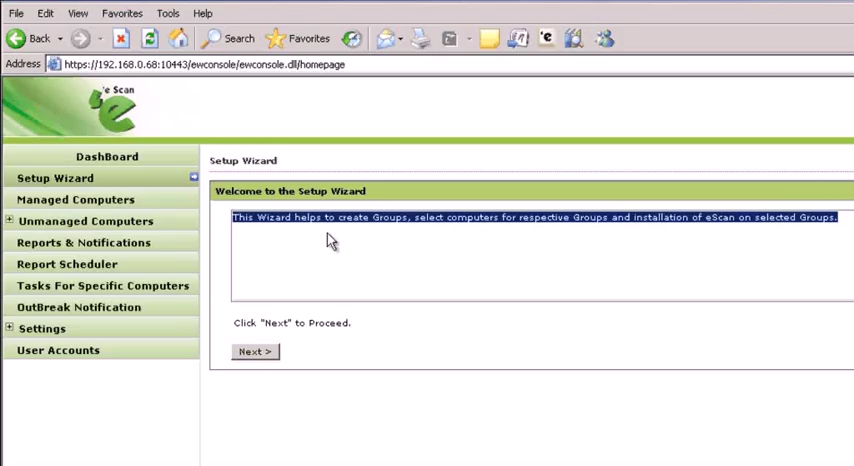 File Edit View Favorites Tools Help
Back Search Favorites
Address https://192.168.0.68:10443/ewconsole/ewconsole.dll/homepage
'e Scan
DashBoard
Setup Wizard
Managed Computers
Unmanaged Computers
Reports & Notifications
Report Scheduler
Tasks For Specific Computers
OutBreak Notification
Settings
User Accounts
Setup Wizard
Welcome to the Setup Wizard
This Wizard helps to create Groups, select computers for respective Groups and installation of eScan on selected Groups.
Click "Next" to Proceed.
Next >